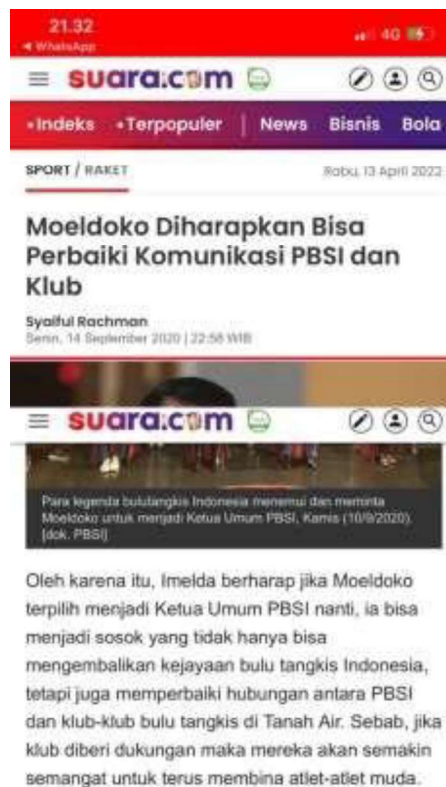 21.32
◀ WhatsApp
4G
suara.com
•Indeks •Terpopuler | News Bisnis Bola
SPORT / RAKET
Rabu, 13 April 2022
Moeldoko Diharapkan Bisa
Perbaiki Komunikasi PBSI dan
Klub
Syaiful Rachman
Senin, 14 September 2020 | 22:58 WIB
suara.com
Para legenda bulutangkis Indonesia menemui dan meminta
Moeldoko untuk menjadi Ketua Umum PBSI, Kamis (10/9/2020).
[dok. PBSI]
Oleh karena itu, Imelda berharap jika Moeldoko
terpilih menjadi Ketua Umum PBSI nanti, ia bisa
menjadi sosok yang tidak hanya bisa
mengembalikan kejayaan bulu tangkis Indonesia,
tetapi juga memperbaiki hubungan antara PBSI
dan klub-klub bulu tangkis di Tanah Air. Sebab, jika
klub diberi dukungan maka mereka akan semakin
semangat untuk terus membina atlet-atlet muda.